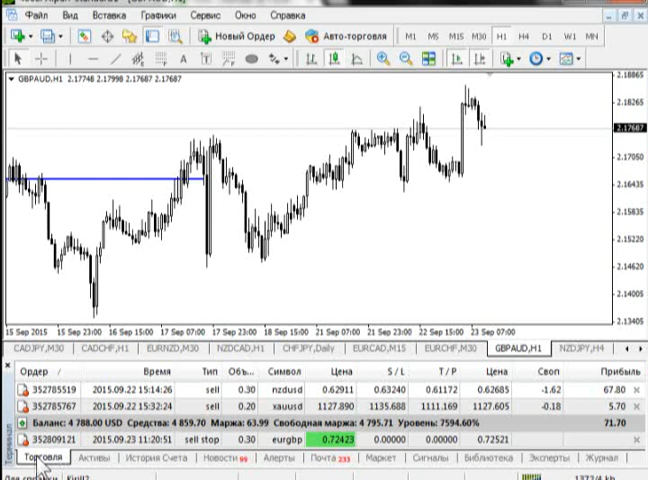 Файл Вид Вставка Графики Сервис Окно Справка
Новый Ордер Авто-торговля M1 M5 M15 M30 H1 H4 D1 W1 MN
GBPAUD,H1 2.17748 2.17998 2.17687 2.17687
2.18865
2.18265
2.17687
2.17050
2.16435
2.15835
2.15220
2.14620
2.14005
2.13405
15 Sep 2015 15 Sep 23:00 16 Sep 15:00 17 Sep 07:00 17 Sep 23:00 18 Sep 15:00 21 Sep 07:00 21 Sep 23:00 22 Sep 15:00 23 Sep 07:00
CADJPY,M30 CADCHF,H1 EURNZD,M30 NZDCAD,H1 CHFJPY,Daily EURCAD,M15 EURCHF,M30 GBPAUD,H1 NZDJPY,H4
Ордер / Время Тип Объ... Символ Цена S / L T / P Цена Своп Прибыль
352785519 2015.09.22 15:14:26 sell 0.30 nzdusd 0.62911 0.63240 0.61172 0.62685 -1.62 67.80
352785767 2015.09.22 15:32:24 sell 0.20 xauusd 1127.890 1135.688 1111.169 1127.605 -0.18 5.70
Баланс: 4 788.00 USD Средства: 4 859.70 Маржа: 63.99 Свободная маржа: 4 795.71 Уровень: 7594.60% 71.70
352809121 2015.09.23 11:20:51 sell stop 0.30 eurgbp 0.72423 0.00000 0.00000 0.72521
Терминал
Торговля Активы История Счета Новости 99 Алерты Почта 233 Маркет Сигналы Библиотека Эксперты Журнал